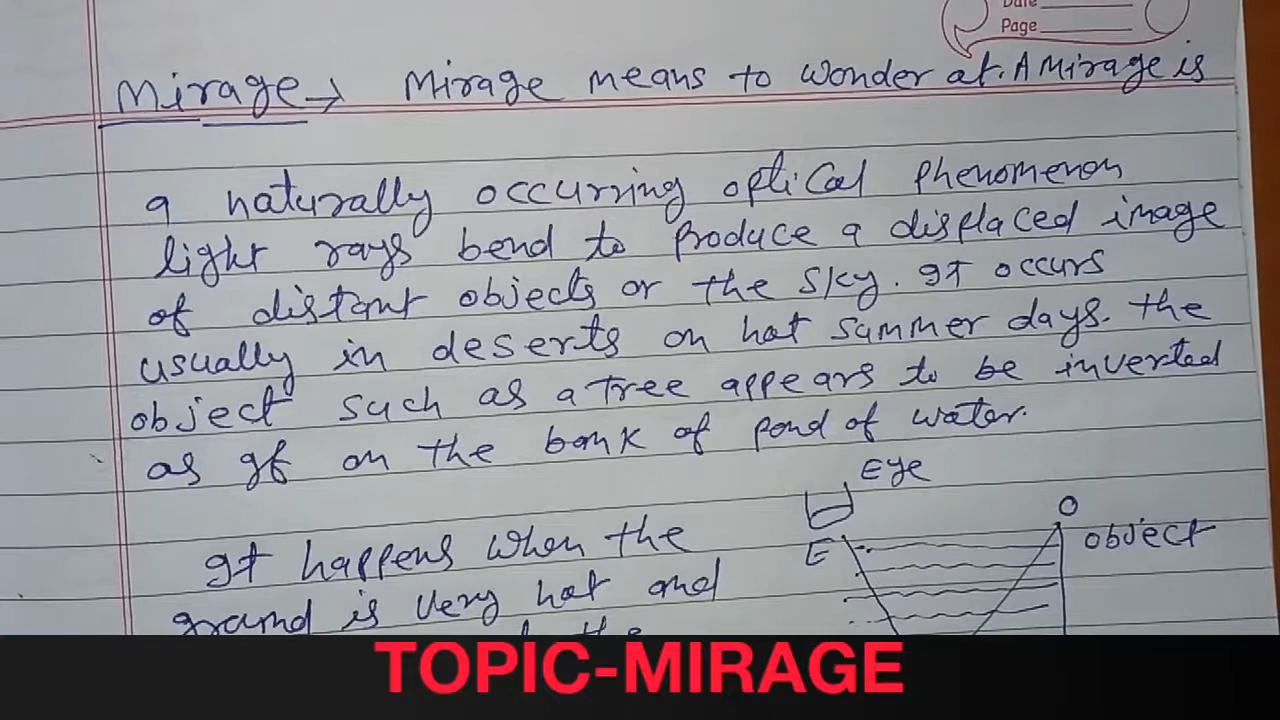 Date
Page
Mirage → Mirage means to wonder at. A Mirage is
a naturally occurring optical phenomenon
light rays bend to produce a displaced image
of distant objects or the sky. It occurs
usually in deserts on hot summer days. the
object such as a tree appears to be inverted
as if on the bank of pond of water.
Eye
O
E
object
It happens when the
ground is very hot and
the
TOPIC-MIRAGE